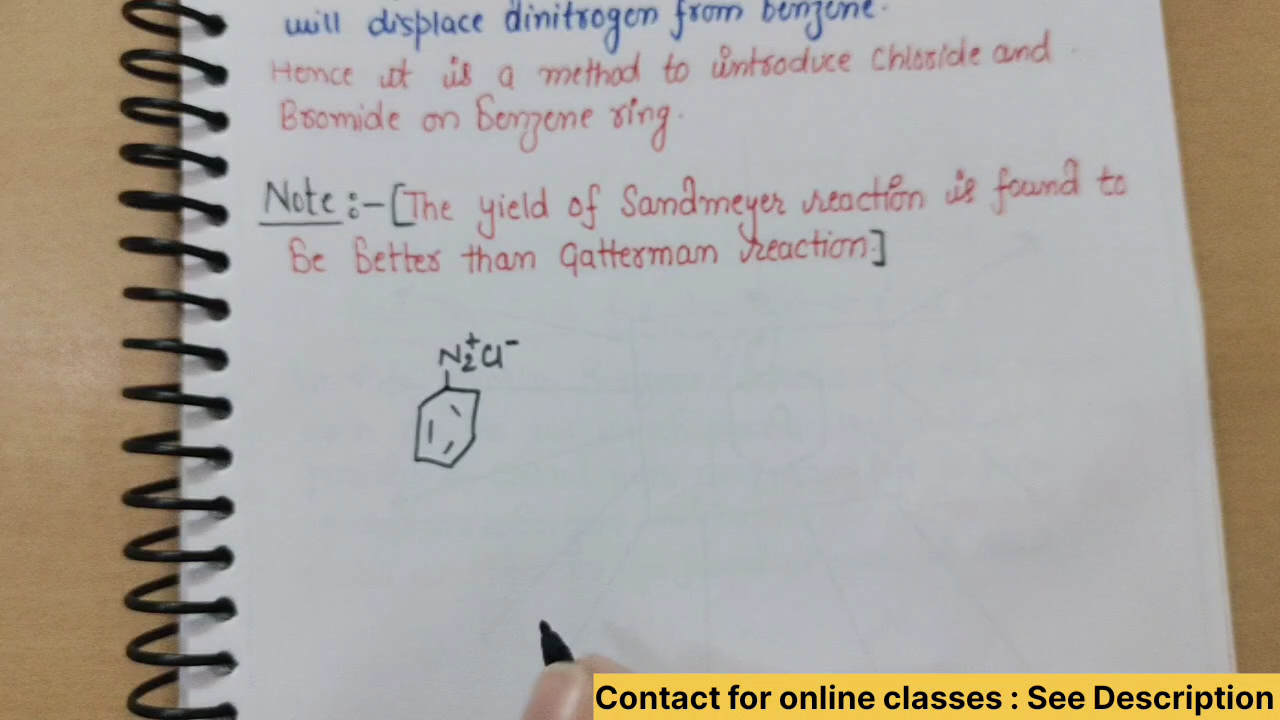 will displace dinitrogen from benzene.
Hence it is a method to introduce Chloride and
Bromide on benzene ring.
Note :- [The yield of Sandmeyer reaction is found to
be better than Gatterman reaction.]
N₂⁺Cl⁻
Contact for online classes : See Description